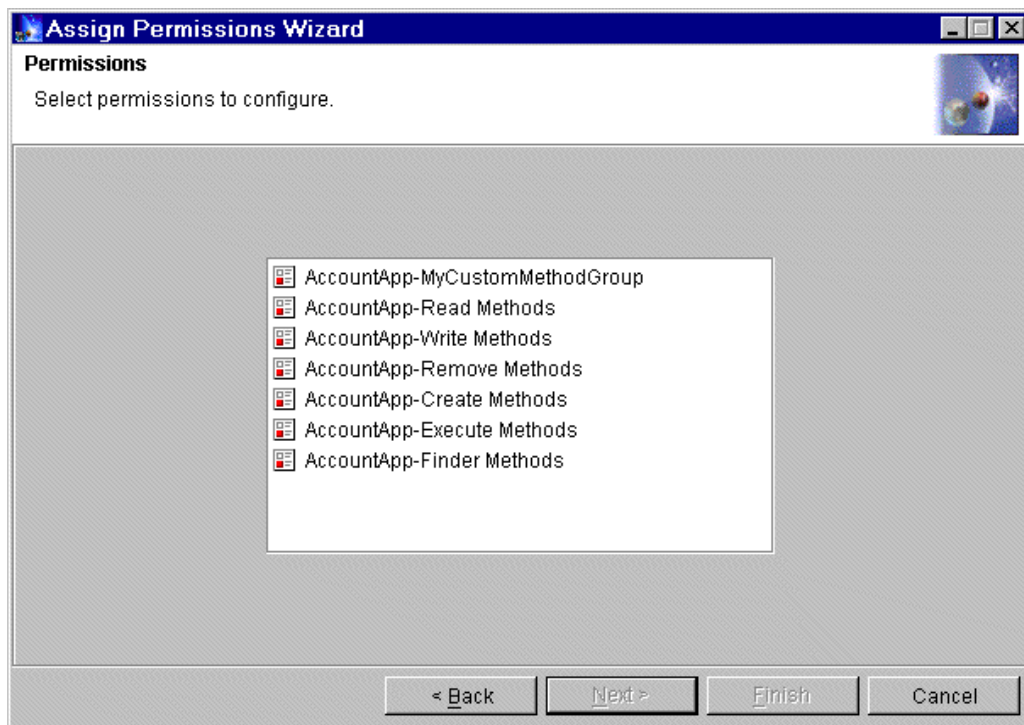 Assign Permissions Wizard
Permissions
Select permissions to configure.
AccountApp-MyCustomMethodGroup
AccountApp-Read Methods
AccountApp-Write Methods
AccountApp-Remove Methods
AccountApp-Create Methods
AccountApp-Execute Methods
AccountApp-Finder Methods
< Back Next > Finish Cancel